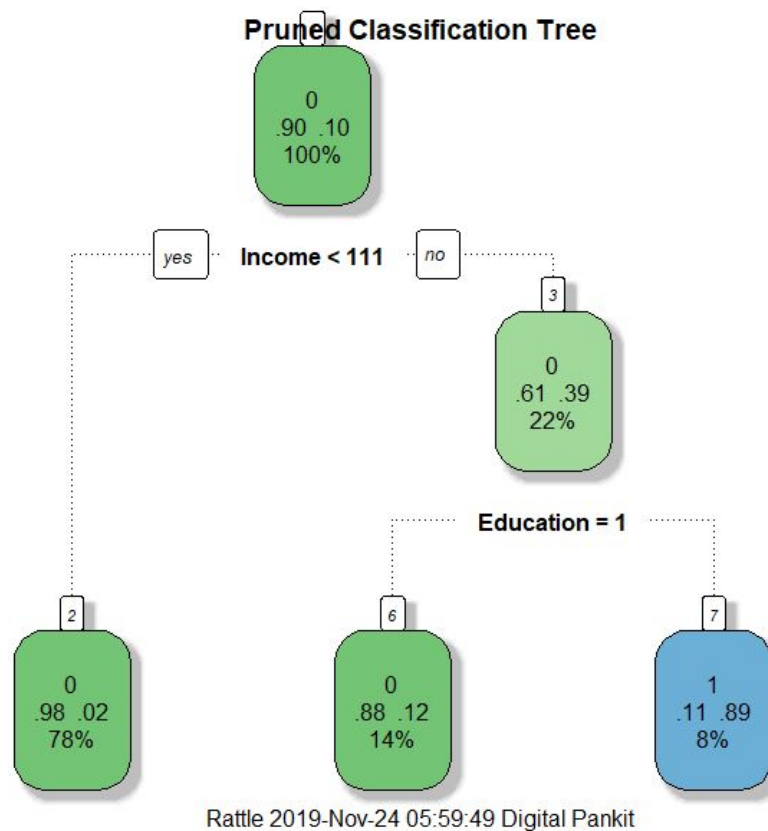 Pruned Classification Tree
0
.90 .10
100%
yes Income < 111 no
3
0
.61 .39
22%
Education = 1
2 6 7
0 0 1
.98 .02 .88 .12 .11 .89
78% 14% 8%
Rattle 2019-Nov-24 05:59:49 Digital Pankit